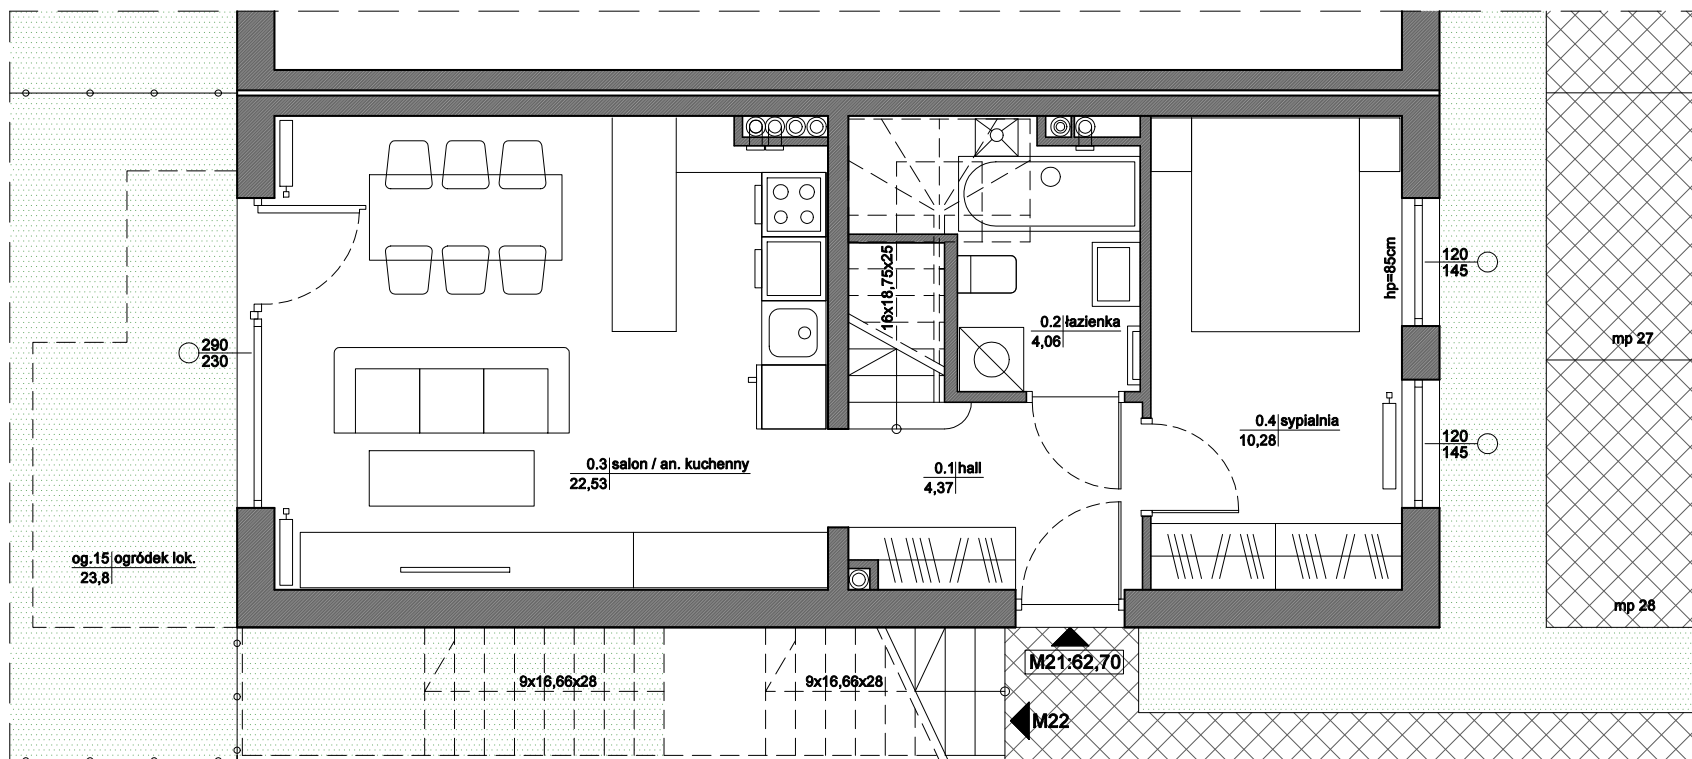 16x18,75x25
hp=85cm
120
145
0.2 łazienka
4,06
mp 27
290
230
0.4 sypialnia
10,28
120
145
0.3 salon / an. kuchenny
22,53
0.1 hall
4,37
og.15 ogródek lok.
23,8
mp 28
M21:62,70
9x16,66x28
9x16,66x28
M22